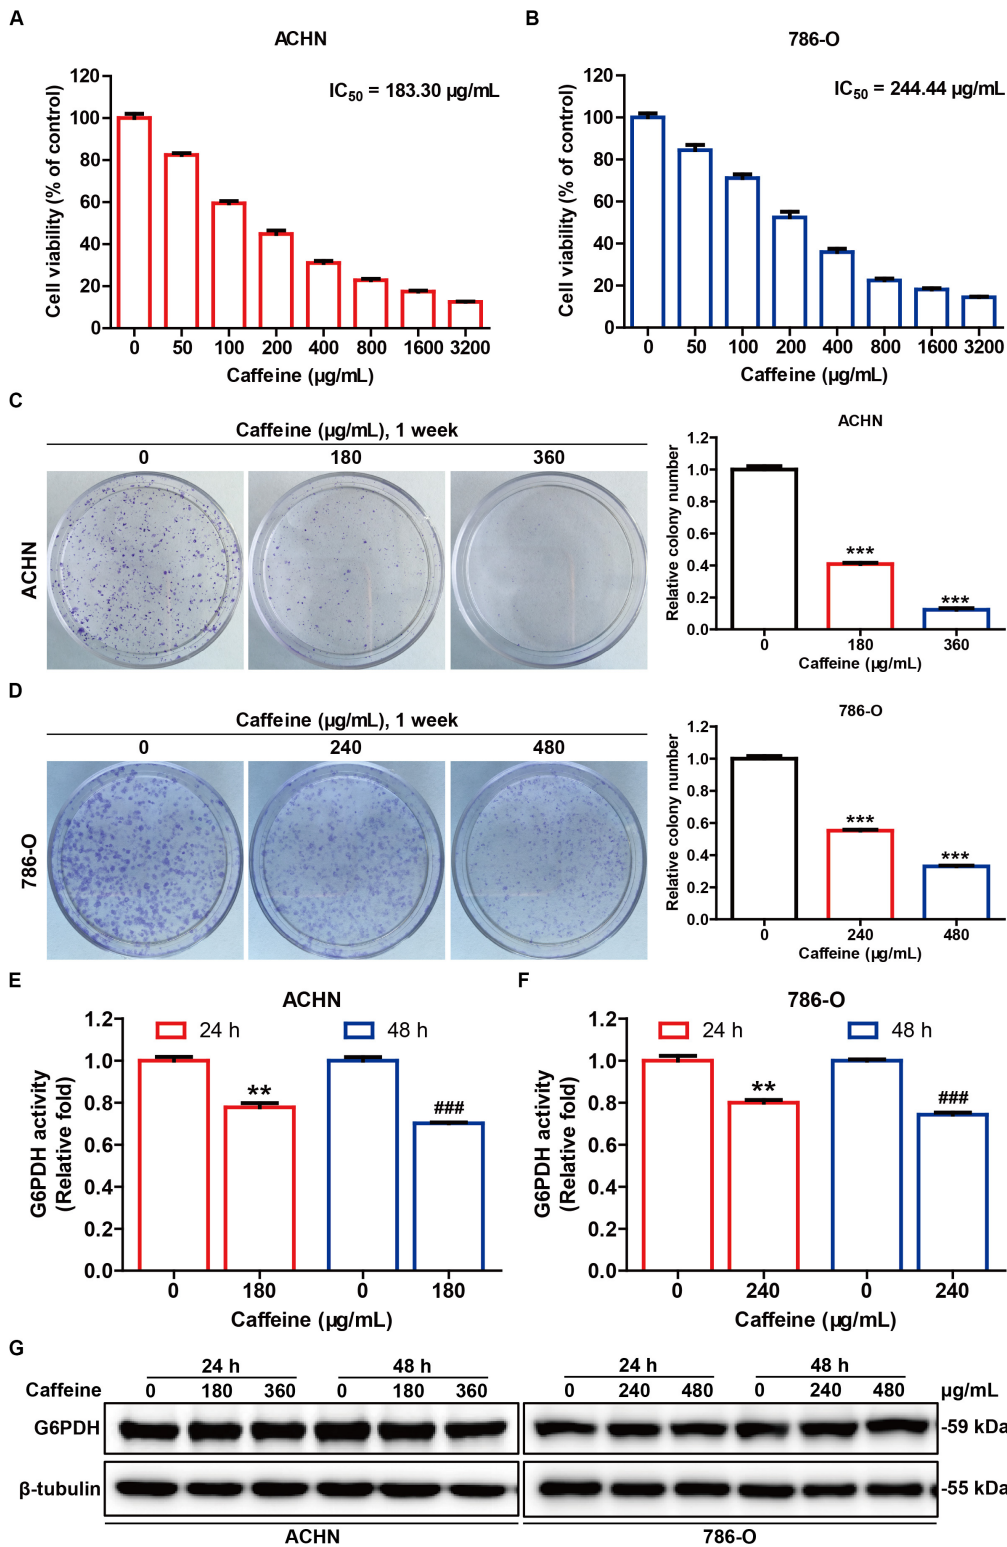 A
ACHN
IC50 = 183.30 µg/mL
Cell viability (% of control)
120
100
80
60
40
20
0
0 50 100 200 400 800 1600 3200
Caffeine (µg/mL)
B
786-O
IC50 = 244.44 µg/mL
Cell viability (% of control)
120
100
80
60
40
20
0
0 50 100 200 400 800 1600 3200
Caffeine (µg/mL)
C
Caffeine (µg/mL), 1 week
0 180 360
ACHN
ACHN
Relative colony number
1.2
1.0
0.8
0.6
0.4
0.2
0.0
***
***
0 180 360
Caffeine (µg/mL)
D
Caffeine (µg/mL), 1 week
0 240 480
786-O
786-O
Relative colony number
1.2
1.0
0.8
0.6
0.4
0.2
0.0
***
***
0 240 480
Caffeine (µg/mL)
E
ACHN
24 h 48 h
G6PDH activity
(Relative fold)
1.2
1.0
0.8
0.6
0.4
0.2
0.0
**
###
0 180 0 180
Caffeine (µg/mL)
F
786-O
24 h 48 h
G6PDH activity
(Relative fold)
1.2
1.0
0.8
0.6
0.4
0.2
0.0
**
###
0 240 0 240
Caffeine (µg/mL)
G
24 h 48 h 24 h 48 h
Caffeine 0 180 360 0 180 360 0 240 480 0 240 480 µg/mL
G6PDH -59 kDa
β-tubulin -55 kDa
ACHN 786-O